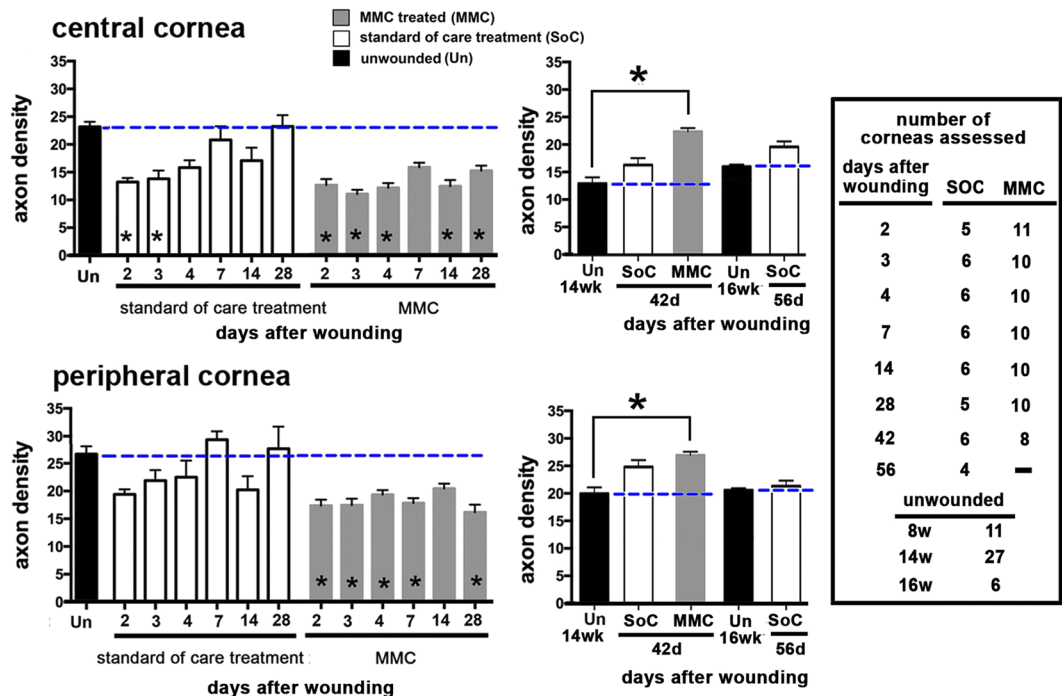 central cornea
MMC treated (MMC)
standard of care treatment (SoC)
unwounded (Un)
axon density
35
30
25
20
15
10
5
0
* * * * * * *
Un 2 3 4 7 14 28 2 3 4 7 14 28
standard of care treatment MMC
days after wounding
axon density
35
30
25
20
15
10
5
0
*
Un SoC MMC Un SoC
14wk 42d 16wk 56d
days after wounding
peripheral cornea
axon density
35
30
25
20
15
10
5
0
* * * * *
Un 2 3 4 7 14 28 2 3 4 7 14 28
standard of care treatment MMC
days after wounding
axon density
35
30
25
20
15
10
5
0
*
Un SoC MMC Un SoC
14wk 42d 16wk 56d
days after wounding
number of
corneas assessed
days after
wounding SOC MMC
2 5 11
3 6 10
4 6 10
7 6 10
14 6 10
28 5 10
42 6 8
56 4 –
unwounded
8w 11
14w 27
16w 6